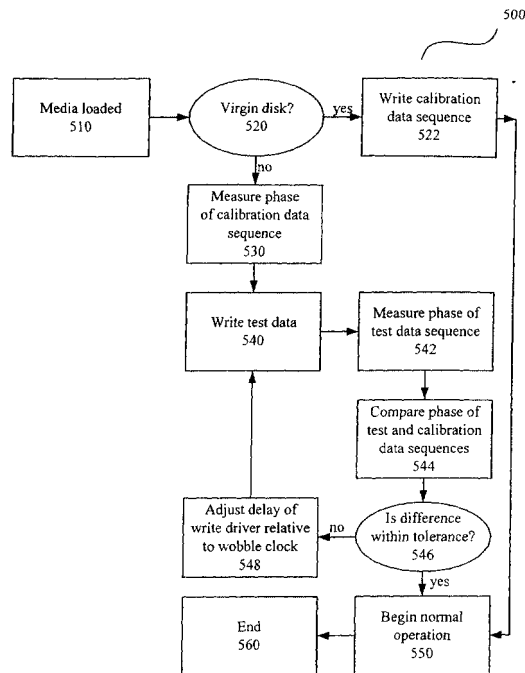 500
Media loaded
510
Virgin disk?
520
yes
Write calibration
data sequence
522
no
Measure phase
of calibration data
sequence
530
Write test data
540
Measure phase of
test data sequence
542
Compare phase of
test and calibration
data sequences
544
Adjust delay of
write driver relative
to wobble clock
548
no
Is difference
within tolerance?
546
yes
End
560
Begin normal
operation
550